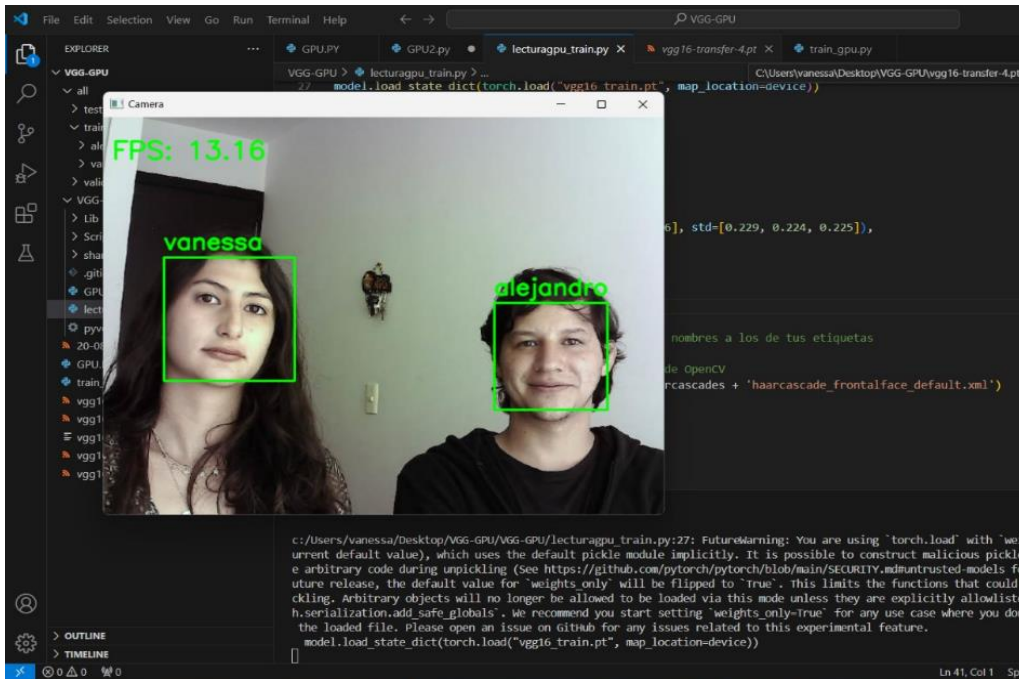 File Edit Selection View Go Run Terminal Help
VGG-GPU
EXPLORER
GPU.PY
GPU2.py
lecturagpu_train.py
vgg16-transfer-4.pt
train_gpu.py
VGG-GPU
VGG-GPU > lecturagpu_train.py > ...
C:\Users\vanessa\Desktop\VGG-GPU\vgg16-transfer-4.pt
all
27 model.load_state_dict(torch.load("vgg16_train.pt", map_location=device))
Camera
FPS: 13.16
vanessa
alejandro
Lib
6], std=[0.229, 0.224, 0.225]),
nombres a los de tus etiquetas
de OpenCV
rcascades + 'haarcascade_frontalface_default.xml')
c:/Users/vanessa/Desktop/VGG-GPU/VGG-GPU/lecturagpu_train.py:27: FutureWarning: You are using `torch.load` with `we
urrent default value), which uses the default pickle module implicitly. It is possible to construct malicious pickl
e arbitrary code during unpickling (See https://github.com/pytorch/pytorch/blob/main/SECURITY.md#untrusted-models f
uture release, the default value for `weights_only` will be flipped to `True`. This limits the functions that could
ckling. Arbitrary objects will no longer be allowed to be loaded via this mode unless they are explicitly allowliste
h.serialization.add_safe_globals`. We recommend you start setting `weights_only=True` for any use case where you don
the loaded file. Please open an issue on GitHub for any issues related to this experimental feature.
model.load_state_dict(torch.load("vgg16_train.pt", map_location=device))
OUTLINE
TIMELINE
0 0 0
Ln 41, Col 1 Sp